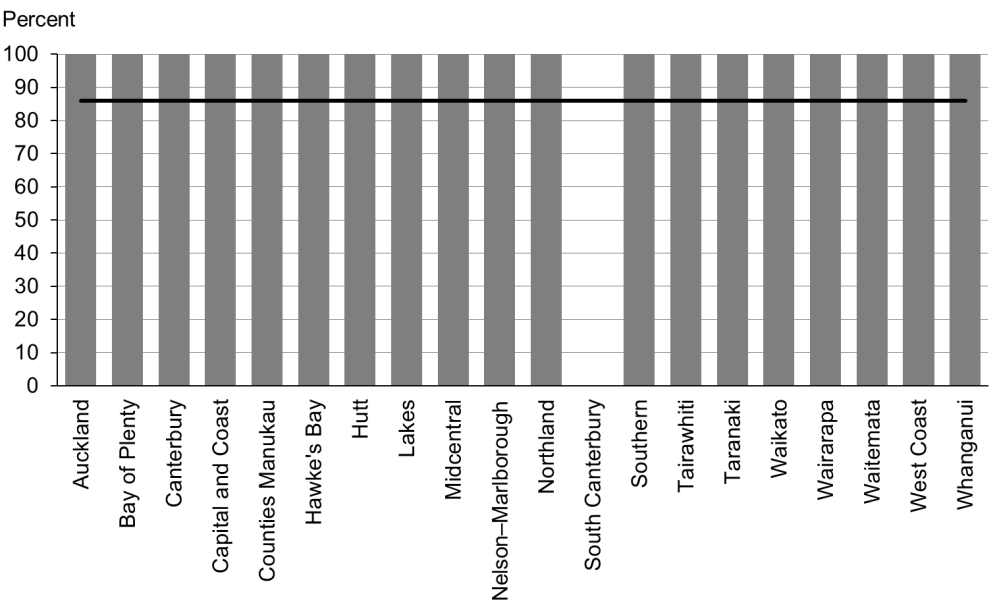 Percent
100
90
80
70
60
50
40
30
20
10
0
Auckland
Bay of Plenty
Canterbury
Capital and Coast
Counties Manukau
Hawke's Bay
Hutt
Lakes
Midcentral
Nelson–Marlborough
Northland
South Canterbury
Southern
Tairawhiti
Taranaki
Waikato
Wairarapa
Waitemata
West Coast
Whanganui